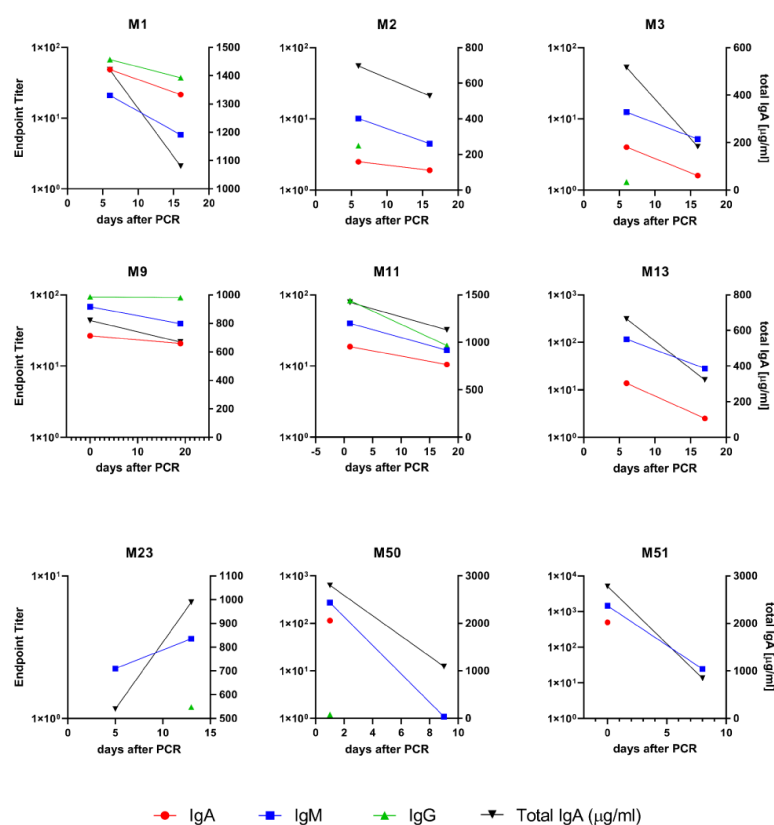 M1
M2
M3
Endpoint Titer
1×10²
1×10¹
1×10⁰
1500
1400
1300
1200
1100
1000
0 5 10 15 20
days after PCR
1×10²
1×10¹
1×10⁰
800
600
400
200
0
0 5 10 15 20
days after PCR
1×10²
1×10¹
1×10⁰
600
400
200
0
total IgA [μg/ml]
0 5 10 15 20
days after PCR
M9
M11
M13
Endpoint Titer
1×10²
1×10¹
1×10⁰
1000
800
600
400
200
0
0 5 10 15 20
days after PCR
1×10²
1×10¹
1×10⁰
1500
1000
500
0
-5 0 5 10 15 20
days after PCR
1×10³
1×10²
1×10¹
1×10⁰
800
600
400
200
0
total IgA [μg/ml]
0 5 10 15 20
days after PCR
M23
M50
M51
Endpoint Titer
1×10¹
1×10⁰
1100
1000
900
800
700
600
500
0 5 10 15
days after PCR
1×10³
1×10²
1×10¹
1×10⁰
3000
2000
1000
0
0 2 4 6 8 10
days after PCR
1×10⁴
1×10³
1×10²
1×10¹
1×10⁰
3000
2000
1000
0
total IgA [μg/ml]
0 5 10
days after PCR
IgA IgM IgG Total IgA (μg/ml)